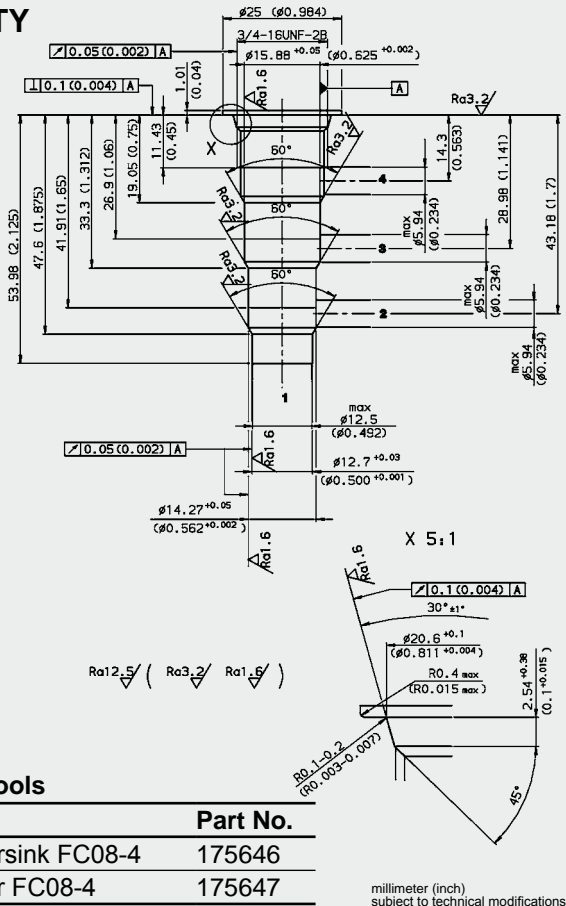 TY
ø25 (ø0.984)
3/4-16UNF-2B
0.05(0.002) A
ø15.88 +0.05 (ø0.625 +0.002)
⊥ 0.1(0.004) A
1.01
(0.04)
Ra1.6
A
Ra3.2
X
11.43
(0.45)
19.05 (0.75)
26.9 (1.06)
33.3 (1.312)
41.91(1.65)
47.6 (1.875)
53.98 (2.125)
60°
Ra3.2
14.3
(0.563)
28.98 (1.141)
43.18 (1.7)
4
Ra3.2
60°
max
ø5.94
(ø0.234)
3
Ra3.2
60°
max
ø5.94
(ø0.234)
2
max
ø5.94
(ø0.234)
1
max
ø12.5
(ø0.492)
0.05(0.002) A
Ra1.6
ø12.7 +0.03
(ø0.500 +0.001)
ø14.27 +0.05
(ø0.562 +0.002)
Ra1.6
X 5:1
Ra1.6
0.1(0.004) A
30° ±1°
ø20.6 +0.1
(ø0.811 +0.004)
Ra12.5 ( Ra3.2 Ra1.6 )
R0.4 max
(R0.015 max)
2.54 +0.38
(0.1 +0.015)
R0.1-0.2
(R0.003-0.007)
45°
ools
Part No.
rsink FC08-4 175646
r FC08-4 175647
millimeter (inch)
subject to technical modifications